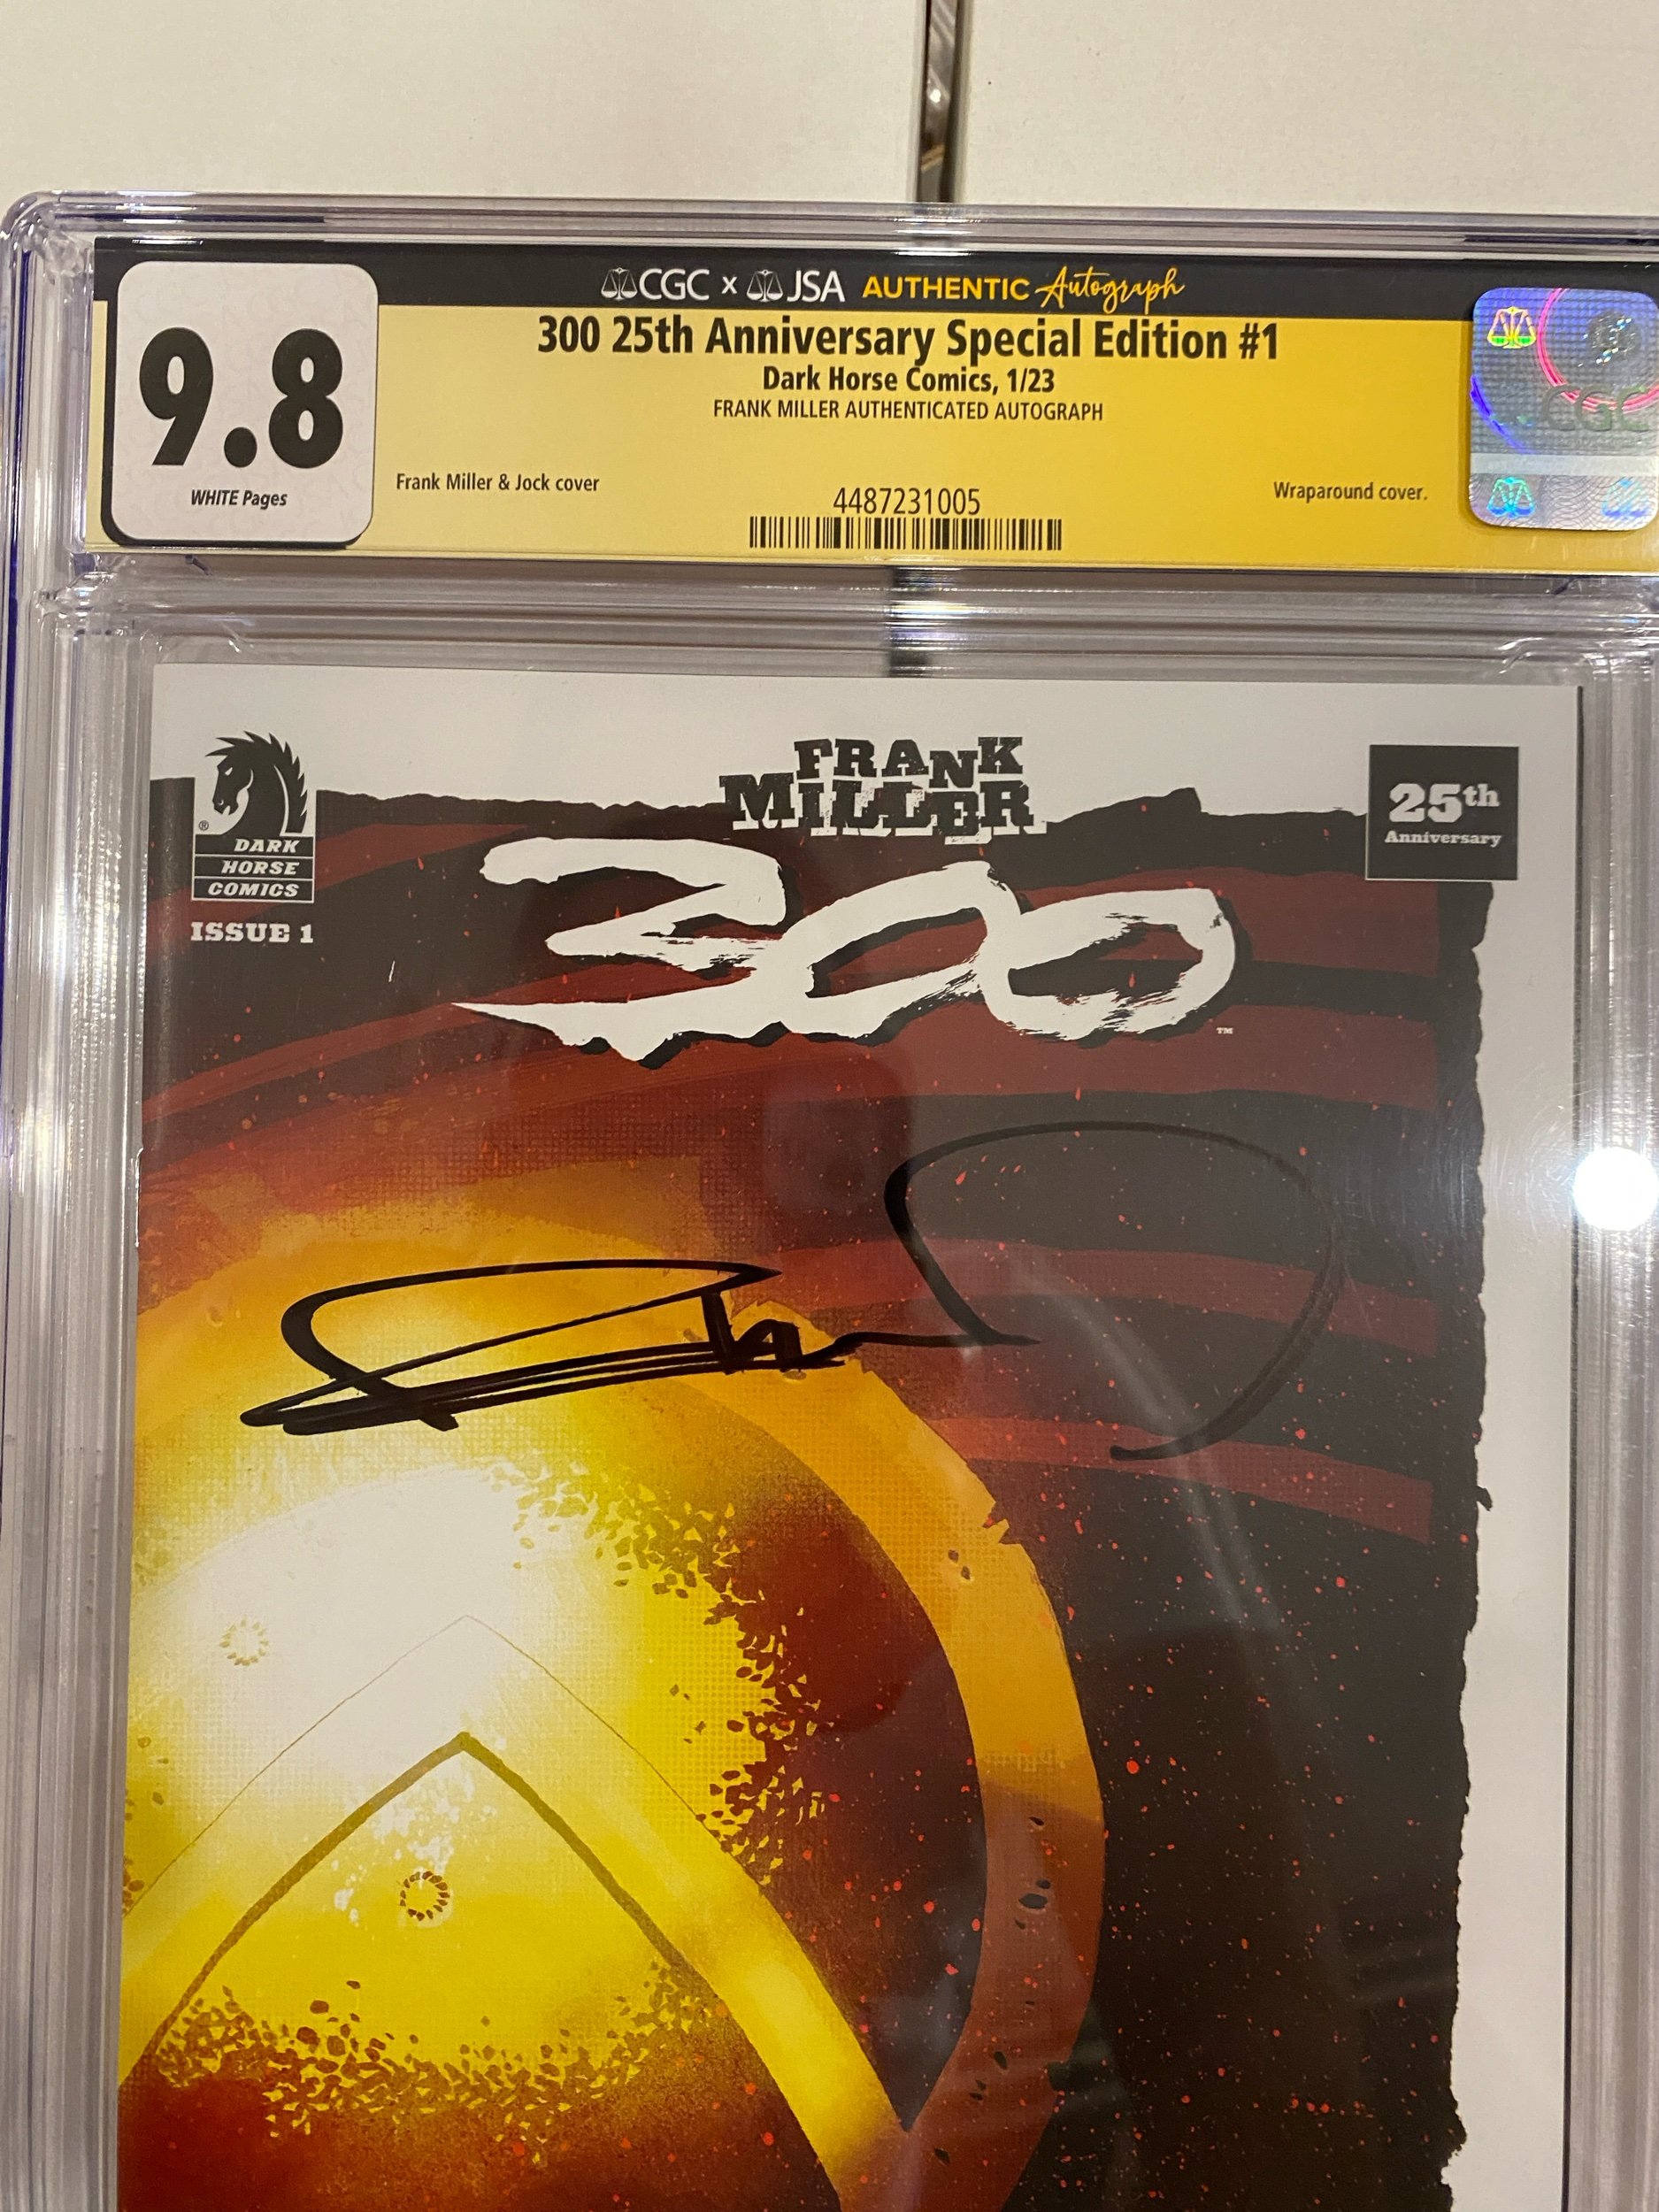 CGC x JSA AUTHENTIC Autograph
300 25th Anniversary Special Edition #1
Dark Horse Comics, 1/23
FRANK MILLER AUTHENTICATED AUTOGRAPH
9.8
WHITE Pages
Frank Miller & Jock cover
4487231005
Wraparound cover.
CGC
FRANK
MILLER
300
TM
®
DARK
HORSE
COMICS
ISSUE 1
25th
Anniversary